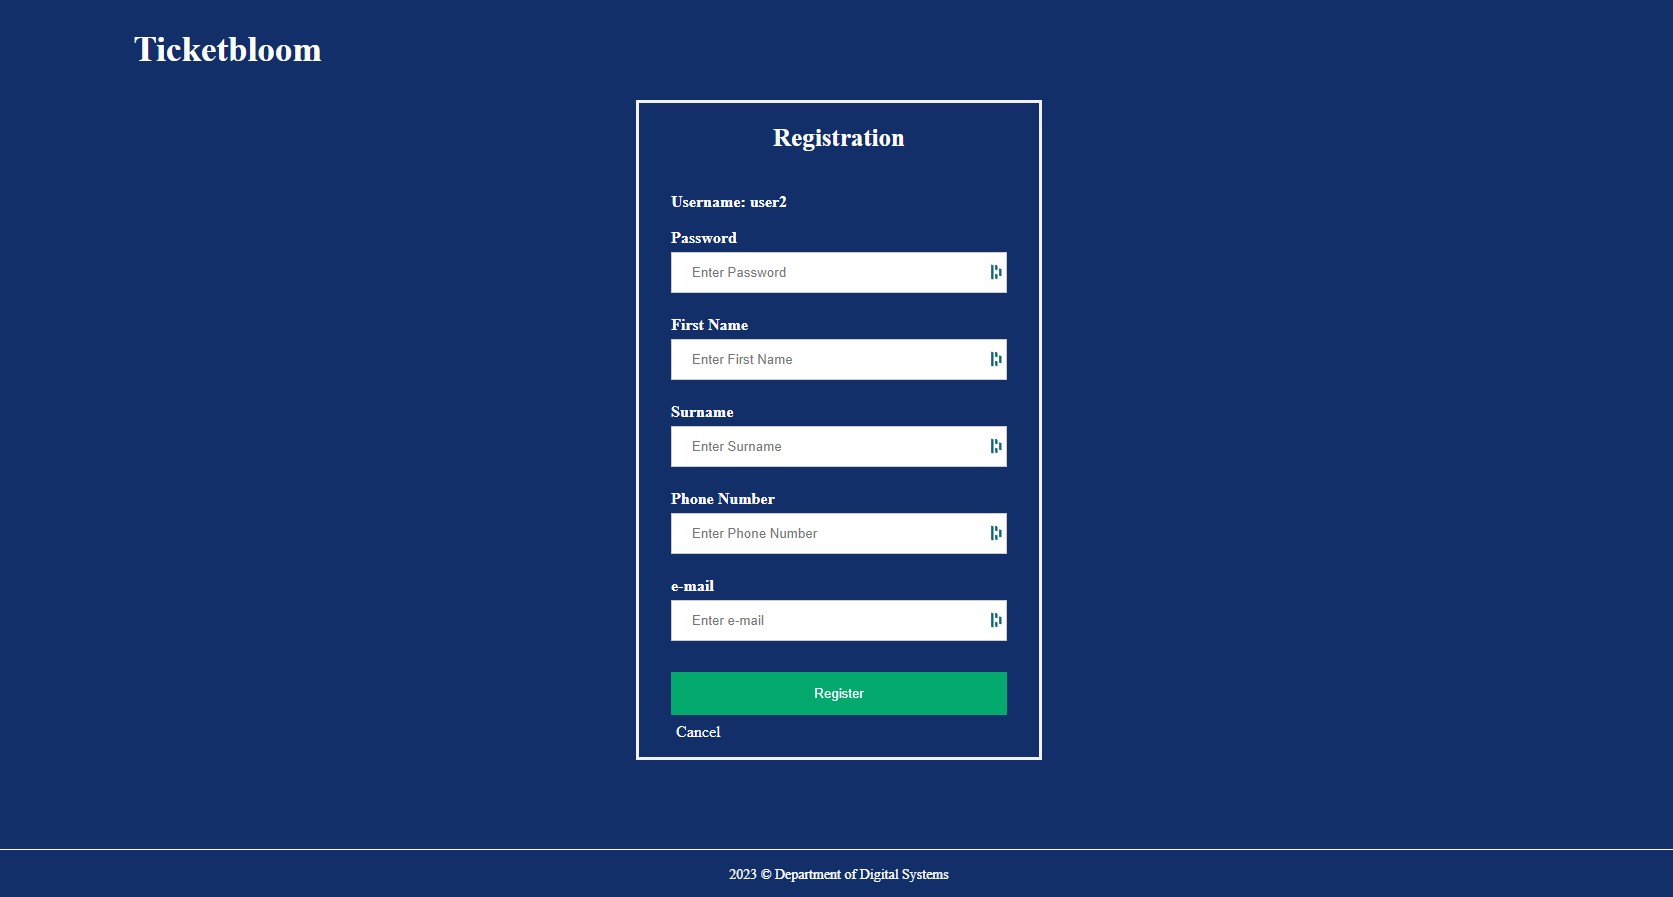 Ticketbloom
Registration
Username: user2
Password
Enter Password
First Name
Enter First Name
Surname
Enter Surname
Phone Number
Enter Phone Number
e-mail
Enter e-mail
Register
Cancel
2023 © Department of Digital Systems